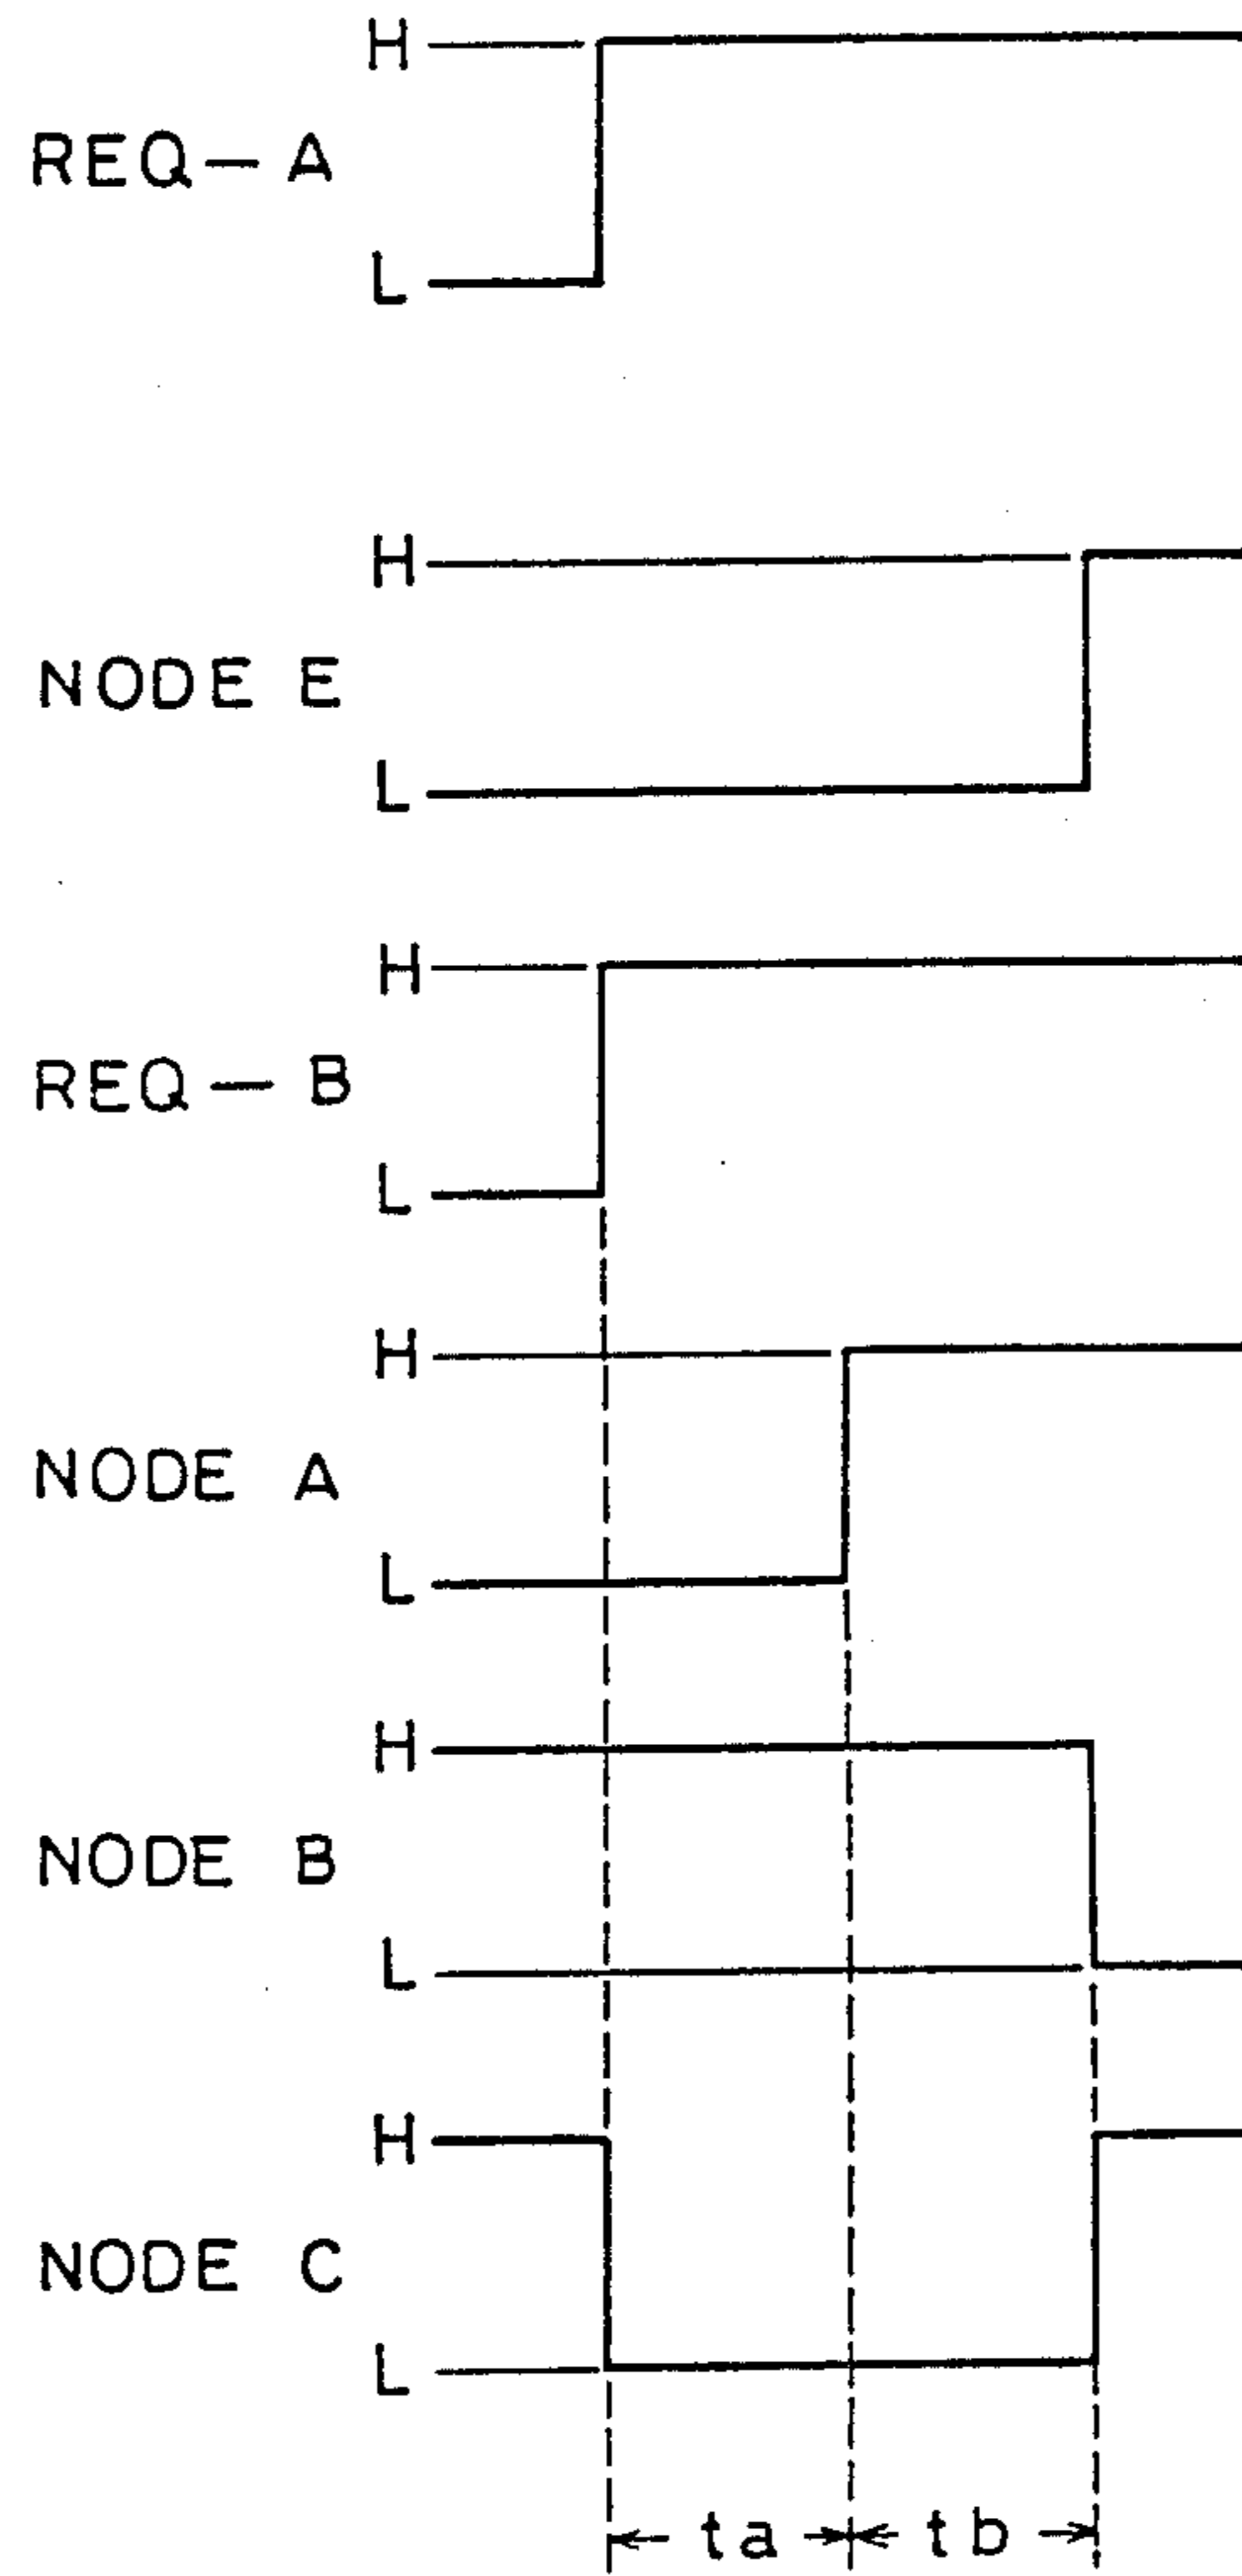 H
REQ-A
L
H
NODE E
L
H
REQ-B
L
H
NODE A
L
H
NODE B
L
H
NODE C
L
ta tb